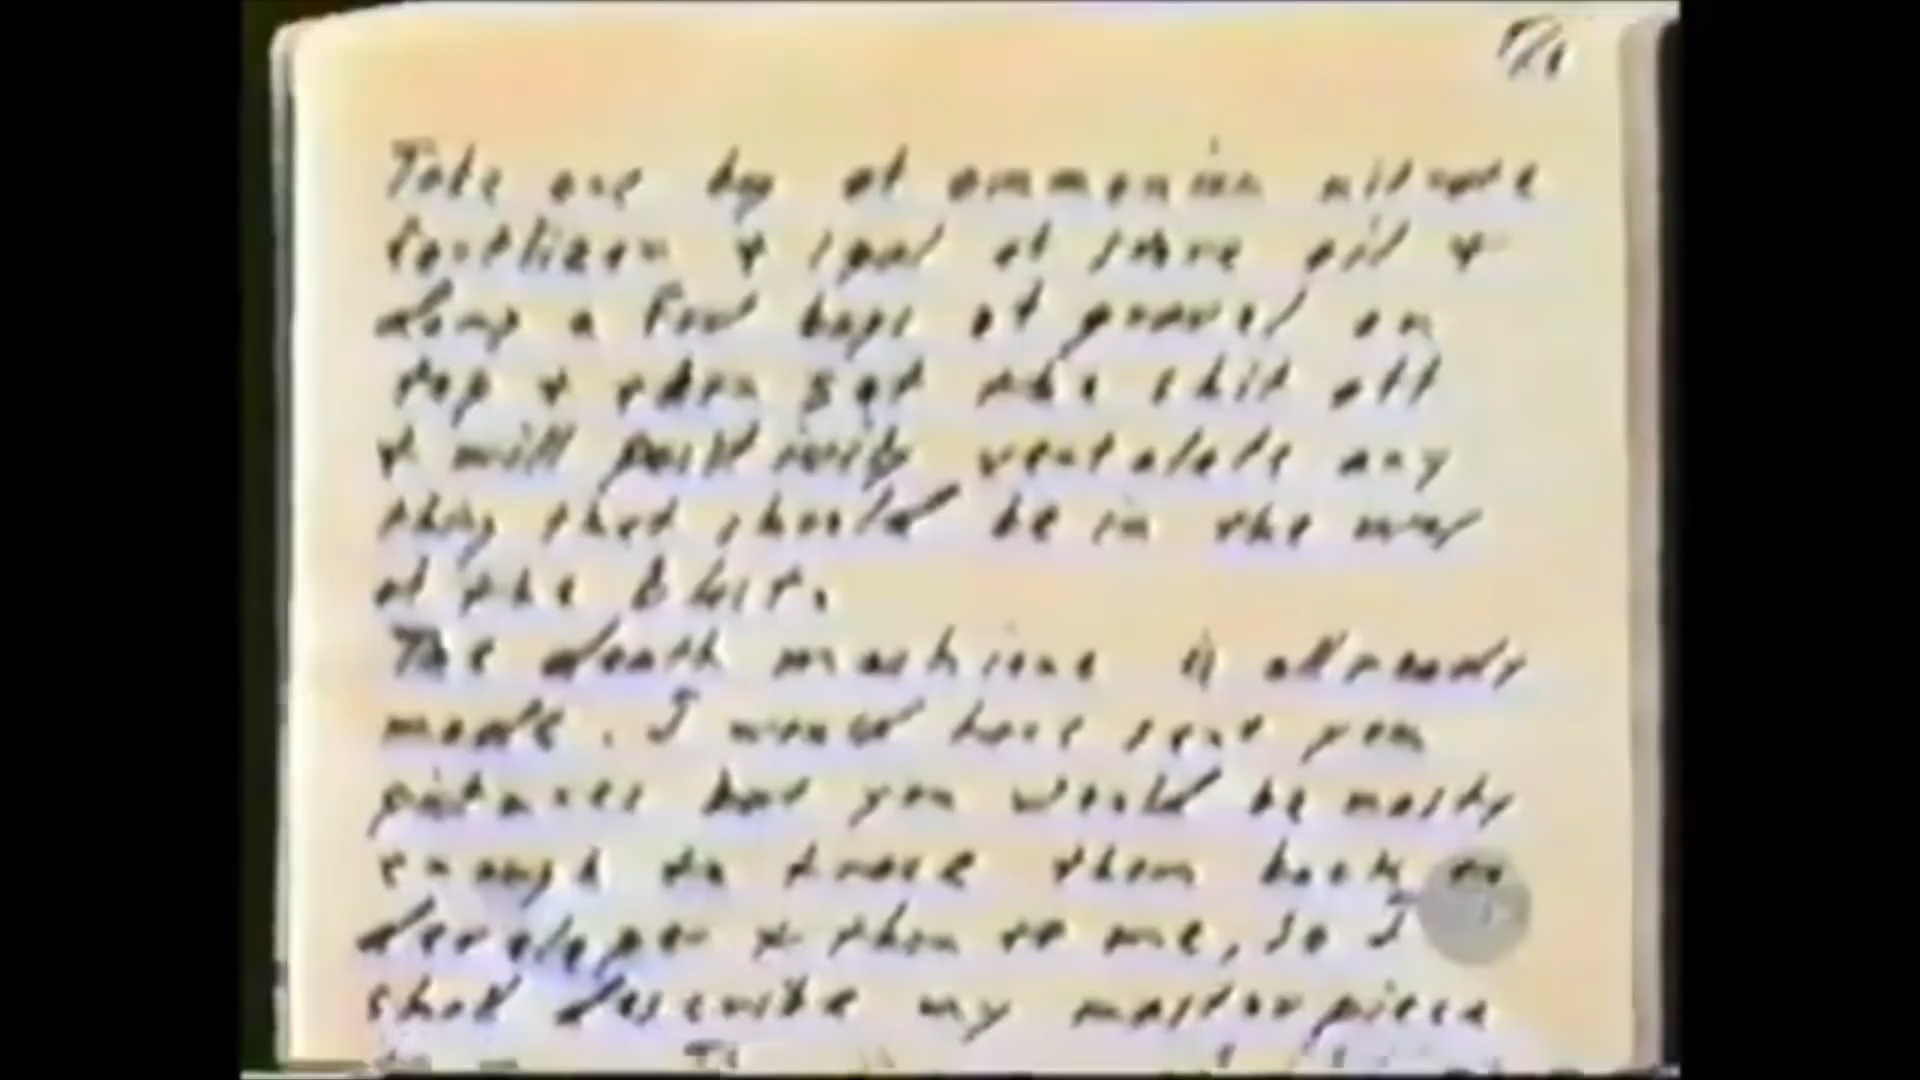 Take one bag of ammonium nitrate
fertlizer & 1 gal of stove oil &
dump a few bags of gravel on
top & then set the shit off
& will positivily ventalate any
thing that should be in the way
of the Blast.
The death machiene is allready
made. I would have sent you
pictures but you would be nasty
enough to trace them back to
developer & then to me, so I
shall describe my masterpiece